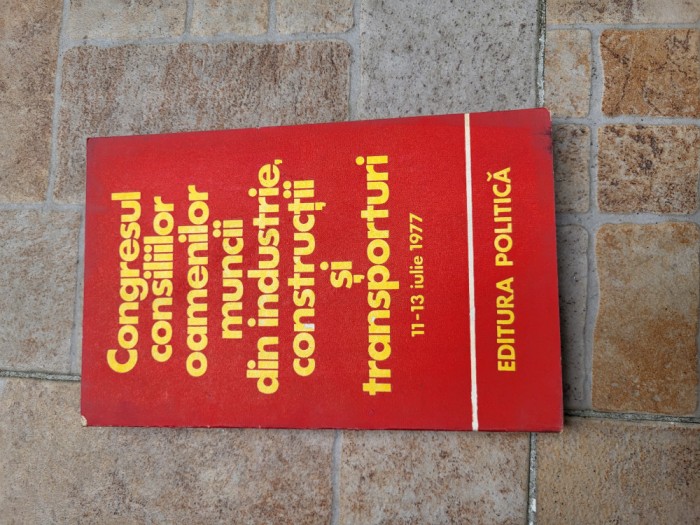 Congresul
consiliilor
oamenilor
muncii
din industrie,
construcții
și
transporturi
11-13 iulie 1977
EDITURA POLITICĂ